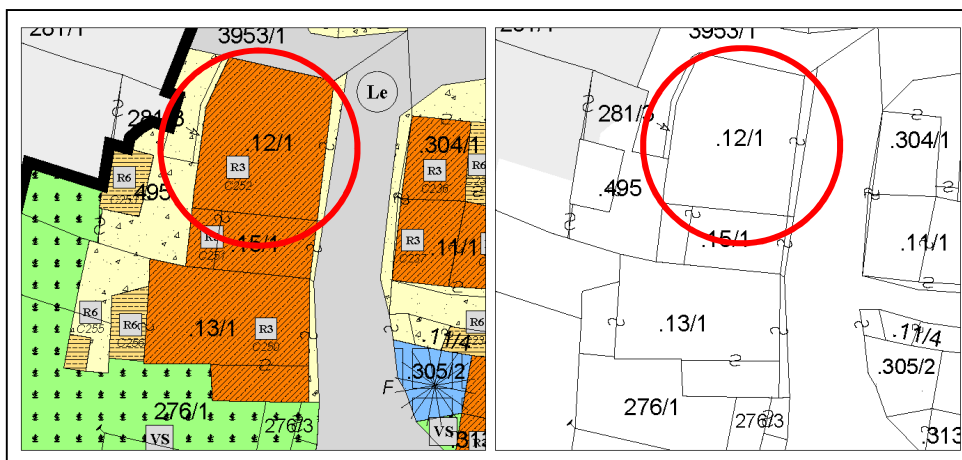 281/1
3953/1
Le
281/3
.12/1
R3
C252
.304/1
R3
C236
R6
R6
.495
.15/1
C251
R3
C237
.11/1
R6
C255
R6
C256
.13/1
R3
C250
R6
.11/4
F
.305/2
276/1
276/3
VS
VS
.313
3953/1
281/3
.12/1
.304/1
.495
.15/1
.11/1
.13/1
.11/4
.305/2
276/1
276/3
.313